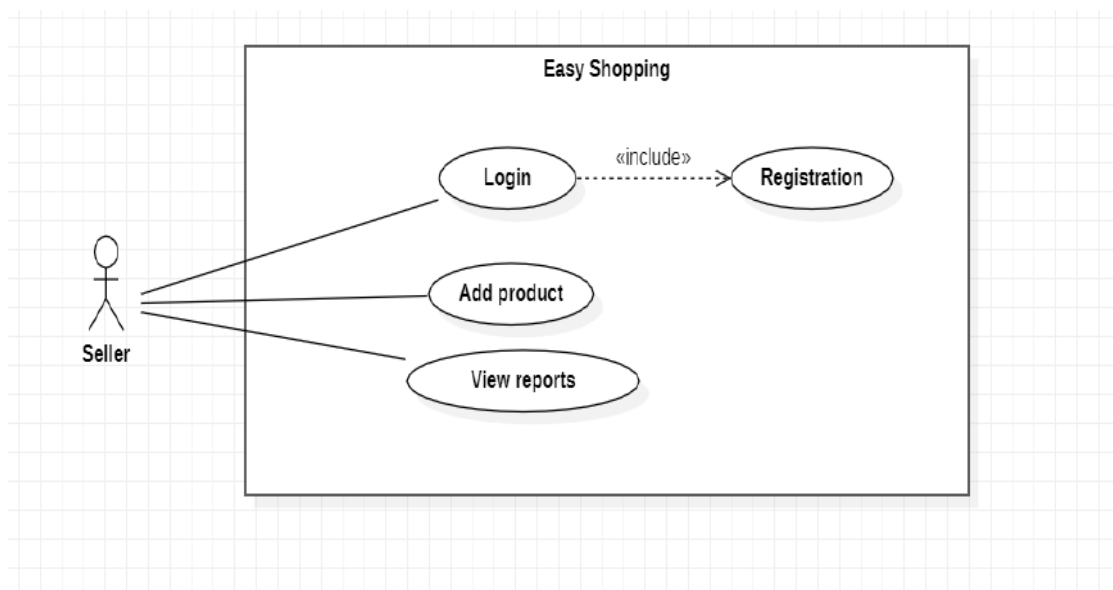 Easy Shopping
Login
«include»
Registration
Add product
Seller
View reports